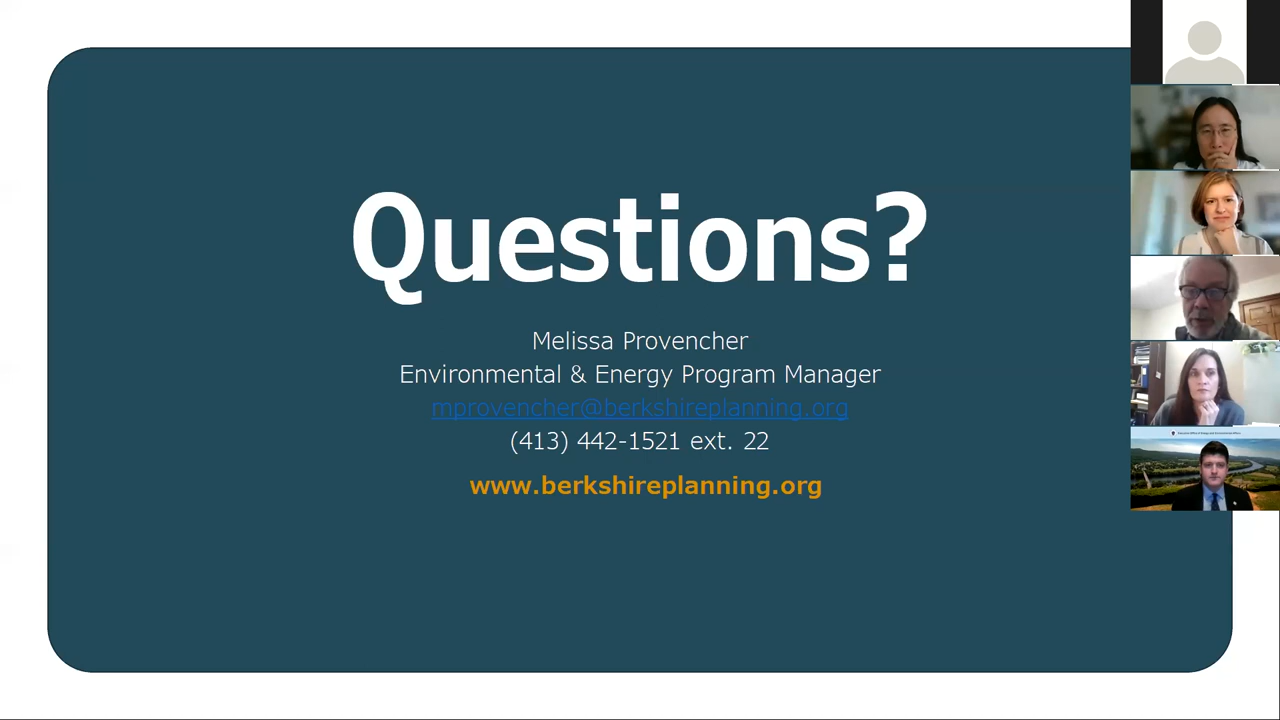 Questions?
Melissa Provencher
Environmental & Energy Program Manager
mprovencher@berkshireplanning.org
(413) 442-1521 ext. 22
www.berkshireplanning.org